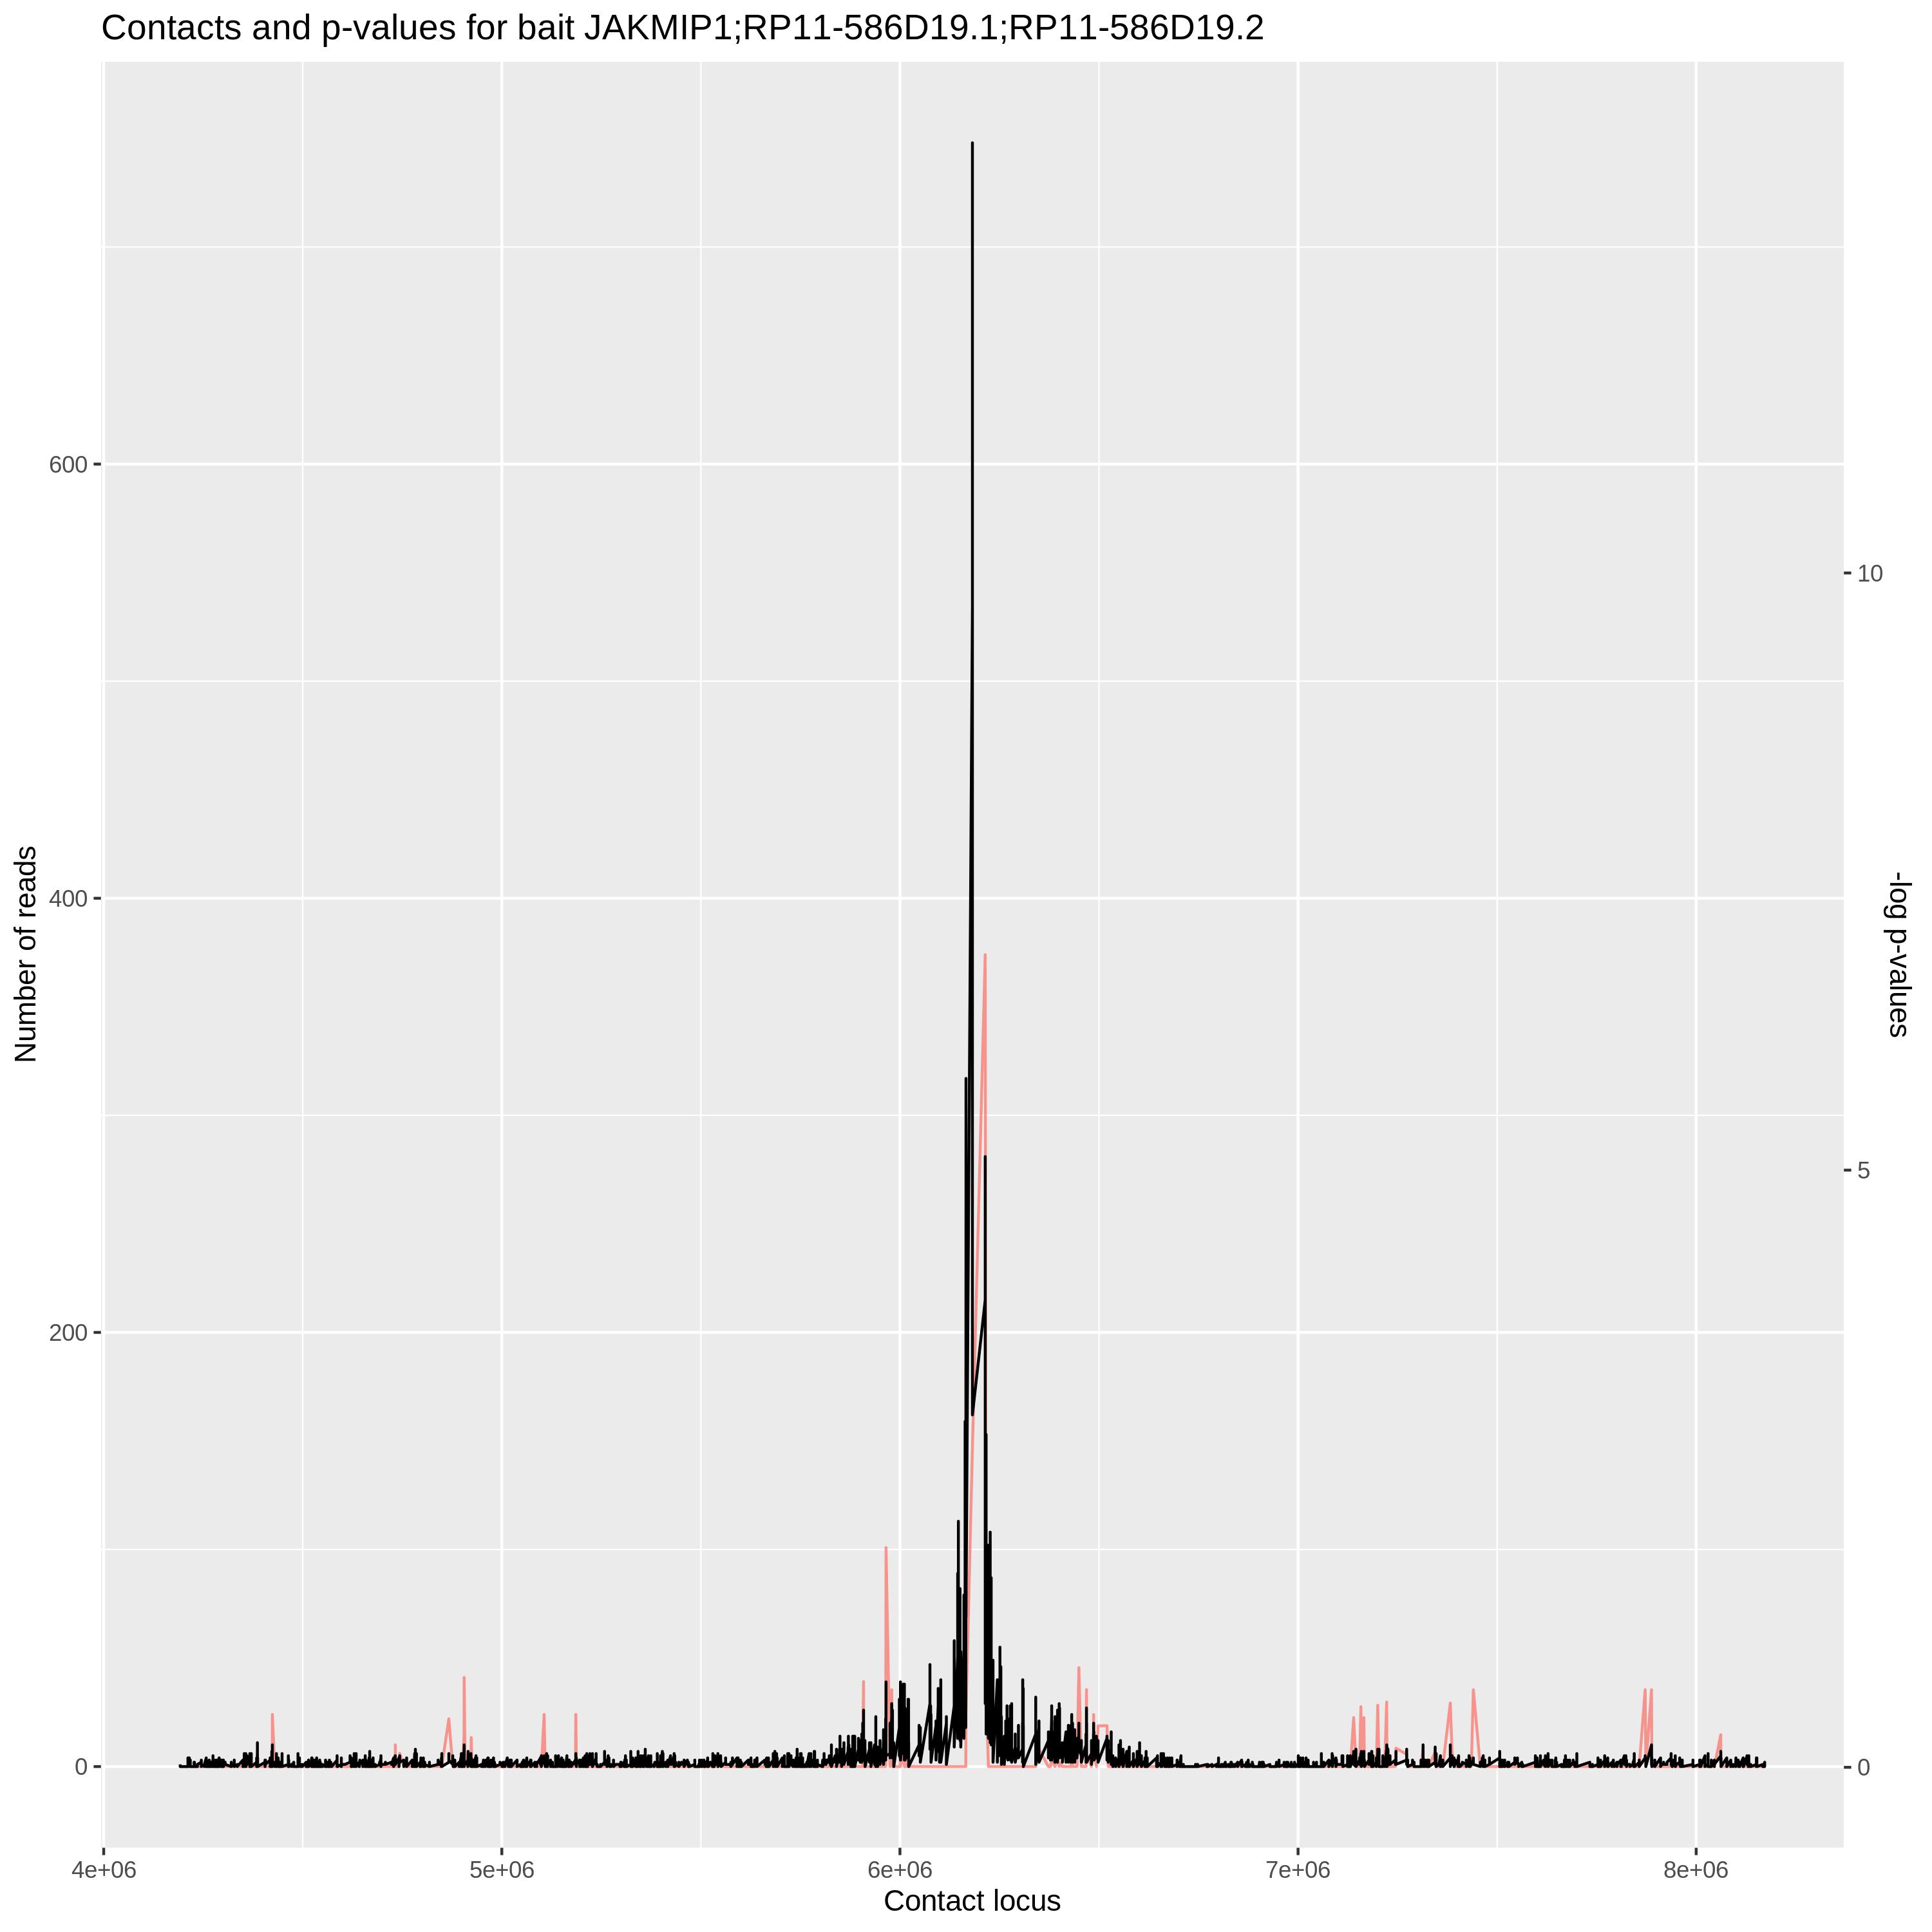 Contacts and p-values for bait JAKMIP1;RP11-586D19.1;RP11-586D19.2
600
400
200
0
10
5
0
Number of reads
-log p-values
4e+06 5e+06 6e+06 7e+06 8e+06
Contact locus